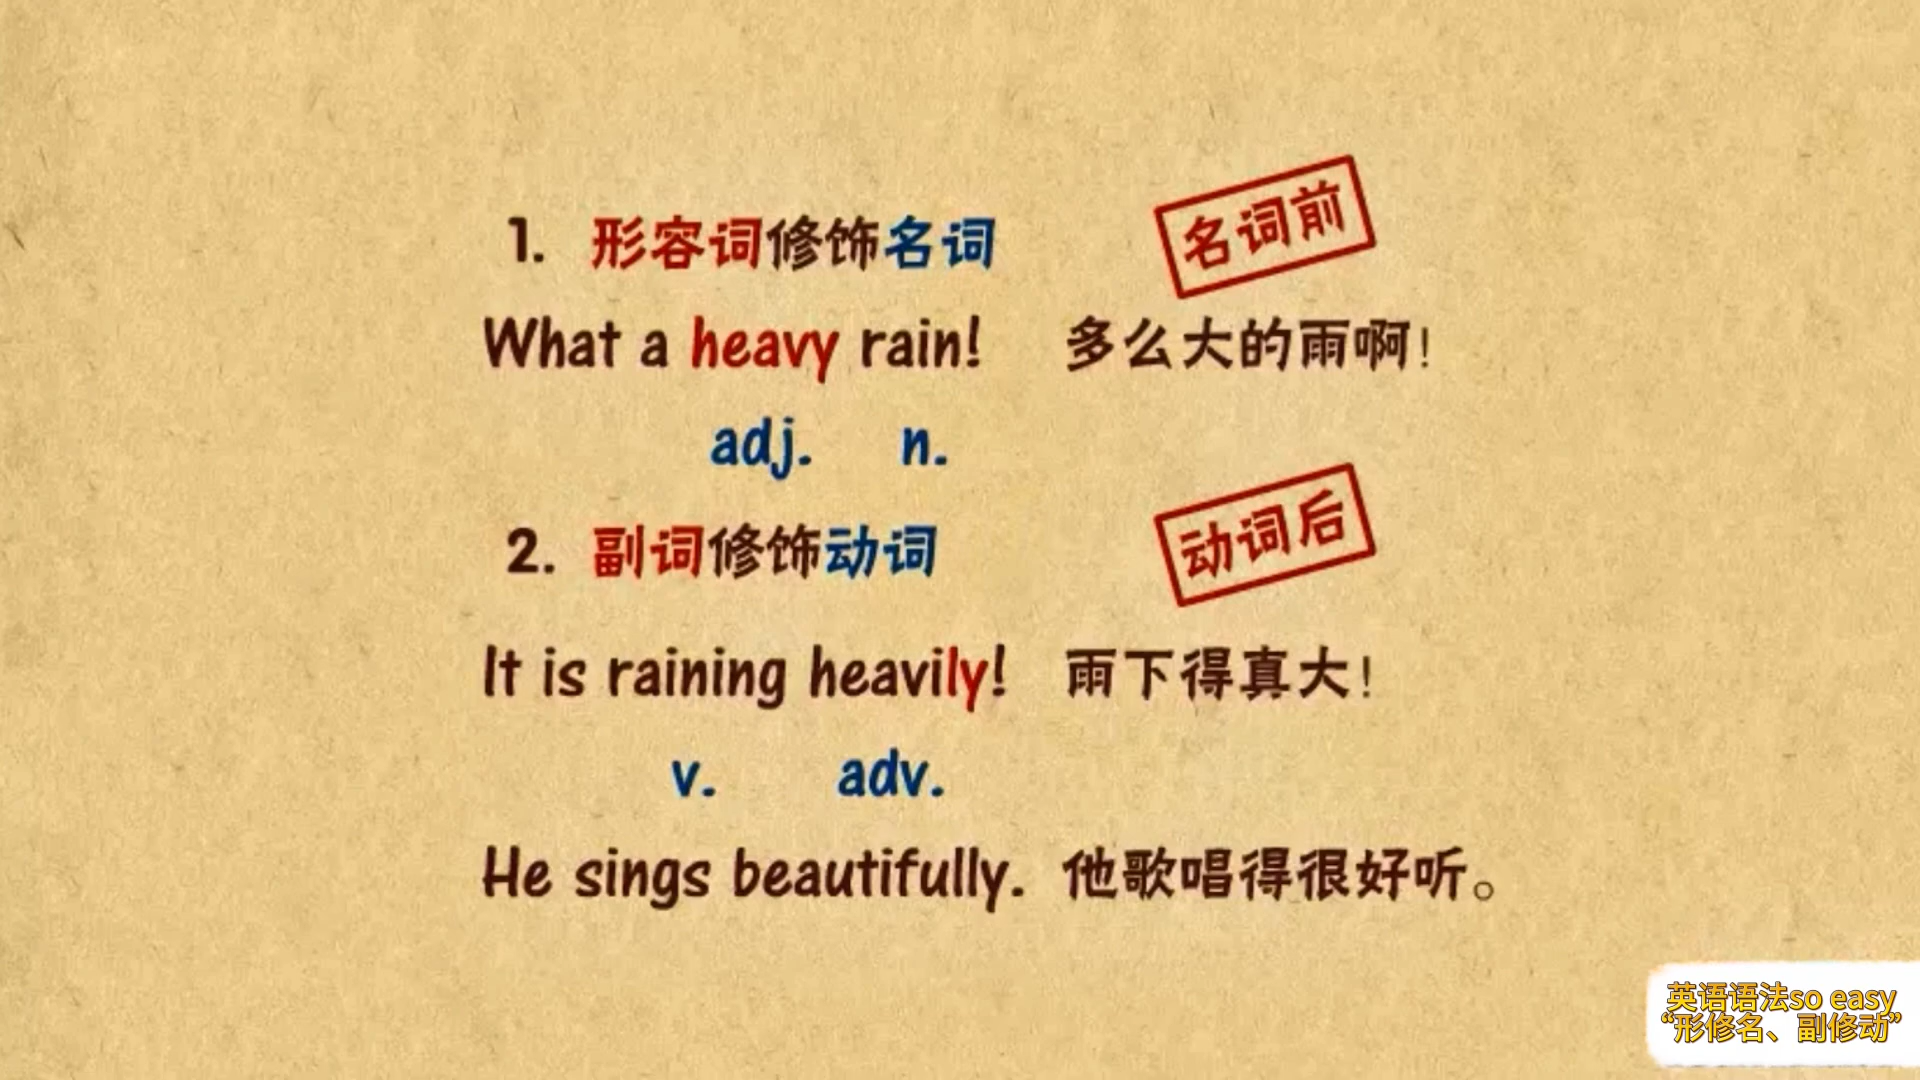 1. 形容词修饰名词
名词前
What a heavy rain! 多么大的雨啊!
adj. n.
2. 副词修饰动词
动词后
It is raining heavily! 雨下得真大!
v. adv.
He sings beautifully. 他歌唱得很好听。
英语语法so easy
“形修名、副修动”